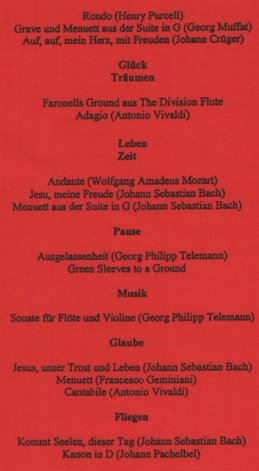 Rondo (Henry Purcell)
Grave und Menuett aus der Suite in G (Georg Muffat)
Auf, auf, mein Herz, mit Freuden (Johann Crüger)
Glück
Träumen
Faronells Ground aus The Division Flute
Adagio (Antonio Vivaldi)
Leben
Zeit
Andante (Wolfgang Amadeus Mozart)
Jesu, meine Freude (Johann Sebastian Bach)
Menuett aus der Suite in G (Johann Sebastian Bach)
Pause
Ausgelassenheit (Georg Philipp Telemann)
Green Sleeves to a Ground
Musik
Sonate für Flöte und Violine (Georg Philipp Telemann)
Glaube
Jesus, unser Trost und Leben (Johann Sebastian Bach)
Menuett (Francesco Geminiani)
Cantabile (Antonio Vivaldi)
Fliegen
Kommt Seelen, dieser Tag (Johann Sebastian Bach)
Kanon in D (Johann Pachelbel)